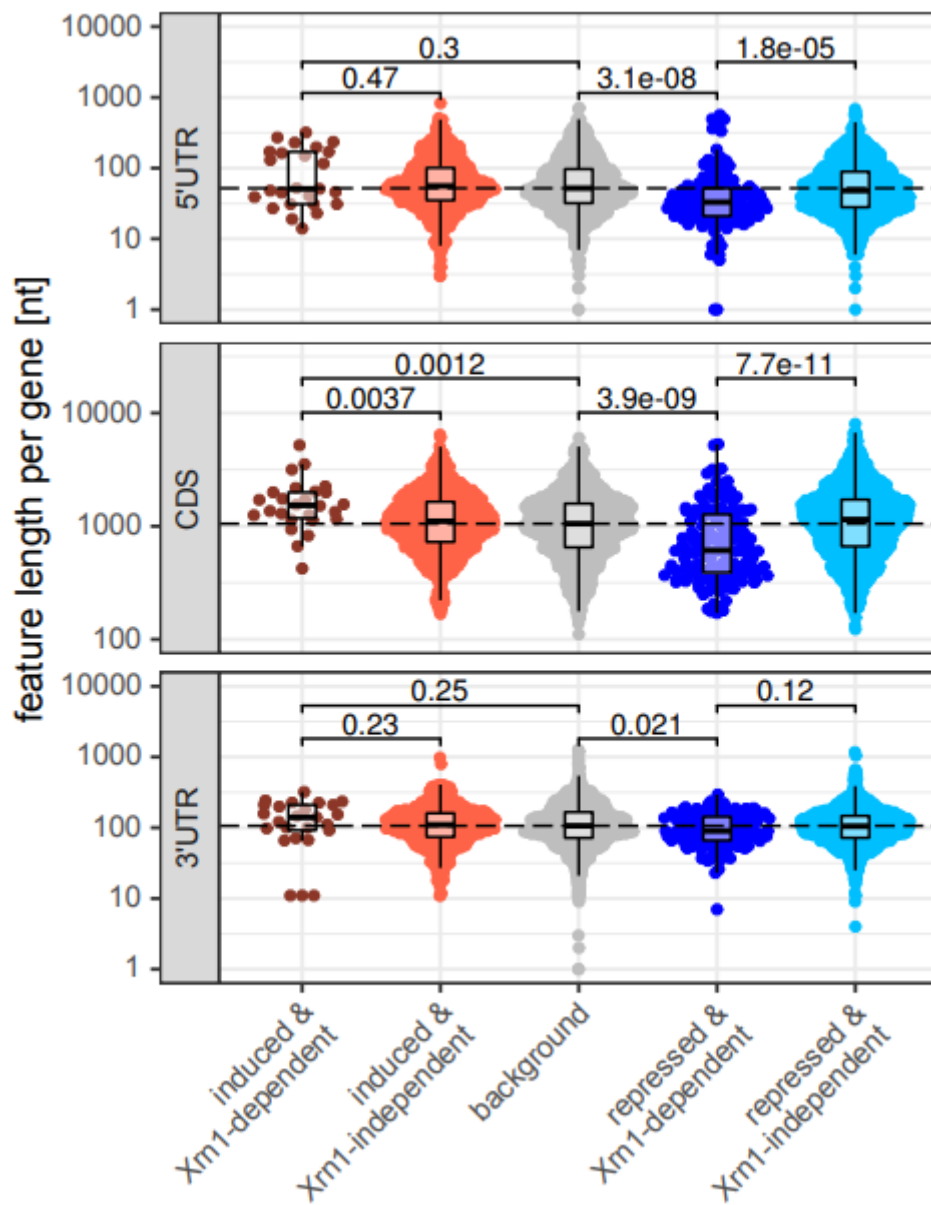 feature length per gene [nt]
5'UTR
10000
1000
100
10
1
0.3
1.8e-05
0.47
3.1e-08
CDS
10000
1000
100
0.0012
7.7e-11
0.0037
3.9e-09
3'UTR
10000
1000
100
10
1
0.25
0.12
0.23
0.021
induced &
Xrn1-dependent
induced &
Xrn1-independent
background
repressed &
Xrn1-dependent
repressed &
Xrn1-independent